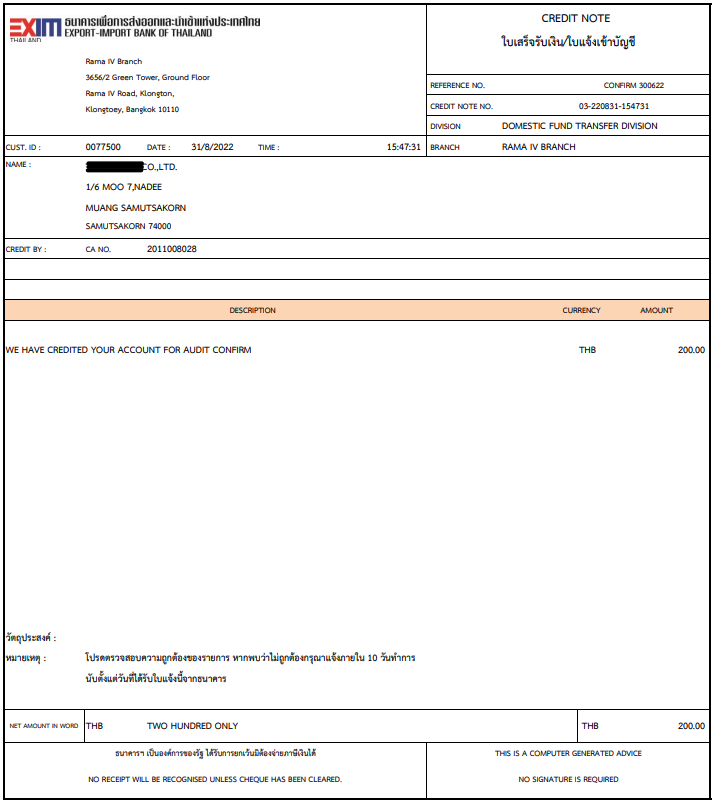 EXIM
THAILAND
ธนาคารเพื่อการส่งออกและนำเข้าแห่งประเทศไทย
EXPORT-IMPORT BANK OF THAILAND
Rama IV Branch
3656/2 Green Tower, Ground Floor
Rama IV Road, Klongton,
Klongtoey, Bangkok 10110
CREDIT NOTE
ใบเสร็จรับเงิน/ใบแจ้งเข้าบัญชี
REFERENCE NO. CONFIRM 300622
CREDIT NOTE NO. 03-220831-154731
DIVISION DOMESTIC FUND TRANSFER DIVISION
CUST. ID : 0077500 DATE : 31/8/2022 TIME : 15:47:31 BRANCH RAMA IV BRANCH
NAME : CO.,LTD.
1/6 MOO 7,NADEE
MUANG SAMUTSAKORN
SAMUTSAKORN 74000
CREDIT BY : CA NO. 2011008028
DESCRIPTION CURRENCY AMOUNT
WE HAVE CREDITED YOUR ACCOUNT FOR AUDIT CONFIRM THB 200.00
วัตถุประสงค์ :
หมายเหตุ : โปรดตรวจสอบความถูกต้องของรายการ หากพบว่าไม่ถูกต้องกรุณาแจ้งภายใน 10 วันทำการ
นับตั้งแต่วันที่ได้รับใบแจ้งนี้จากธนาคาร
NET AMOUNT IN WORD THB TWO HUNDRED ONLY THB 200.00
ธนาคารฯ เป็นองค์การของรัฐ ได้รับการยกเว้นมิต้องจ่ายภาษีเงินได้
NO RECEIPT WILL BE RECOGNISED UNLESS CHEQUE HAS BEEN CLEARED.
THIS IS A COMPUTER GENERATED ADVICE
NO SIGNATURE IS REQUIRED